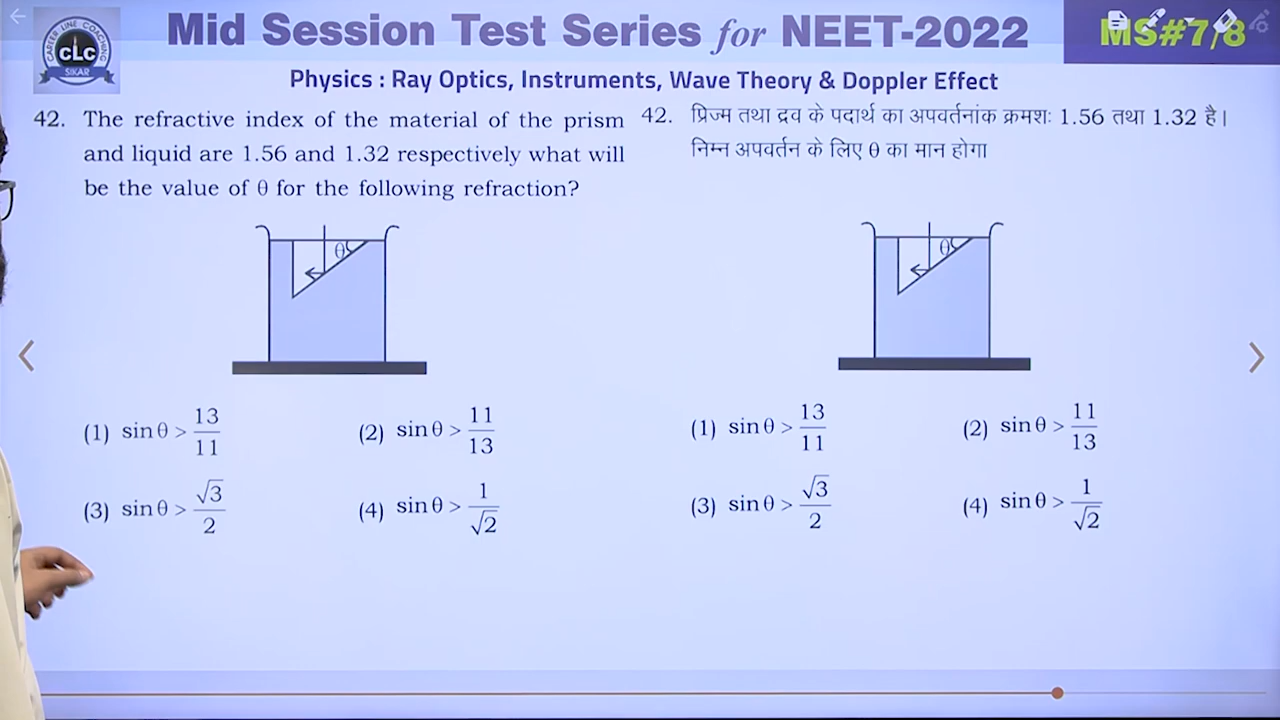 CAREER LINE COACHING
CLC
SIKAR
Mid Session Test Series for NEET-2022
MS#7/8
Physics : Ray Optics, Instruments, Wave Theory & Doppler Effect
42. The refractive index of the material of the prism
and liquid are 1.56 and 1.32 respectively what will
be the value of θ for the following refraction?
θ
(1) sin θ > 13/11
(2) sin θ > 11/13
(3) sin θ > √3/2
(4) sin θ > 1/√2
42. प्रिज्म तथा द्रव के पदार्थ का अपवर्तनांक क्रमशः 1.56 तथा 1.32 है।
निम्न अपवर्तन के लिए θ का मान होगा
θ
(1) sin θ > 13/11
(2) sin θ > 11/13
(3) sin θ > √3/2
(4) sin θ > 1/√2